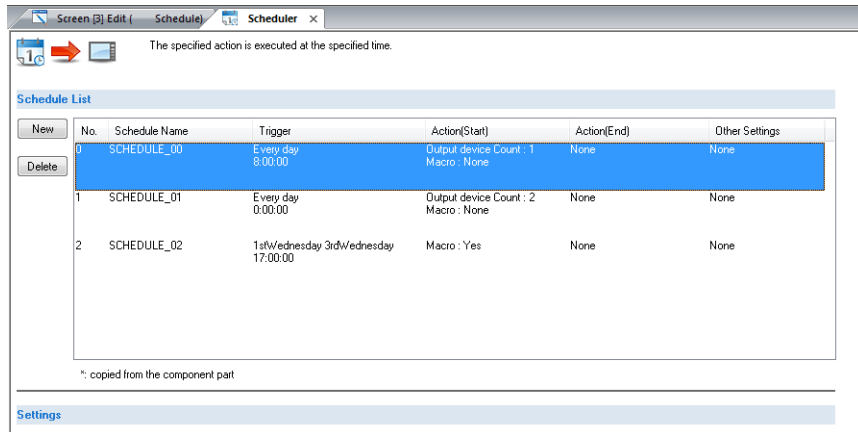 Screen [3] Edit ( Schedule) Scheduler ×
The specified action is executed at the specified time.
1
Schedule List
New
Delete
No. Schedule Name Trigger Action(Start) Action(End) Other Settings
0 SCHEDULE_00 Every day Output device Count : 1 None None
8:00:00 Macro : None
1 SCHEDULE_01 Every day Output device Count : 2 None None
0:00:00 Macro : None
2 SCHEDULE_02 1stWednesday 3rdWednesday Macro : Yes None None
17:00:00
*: copied from the component part
Settings